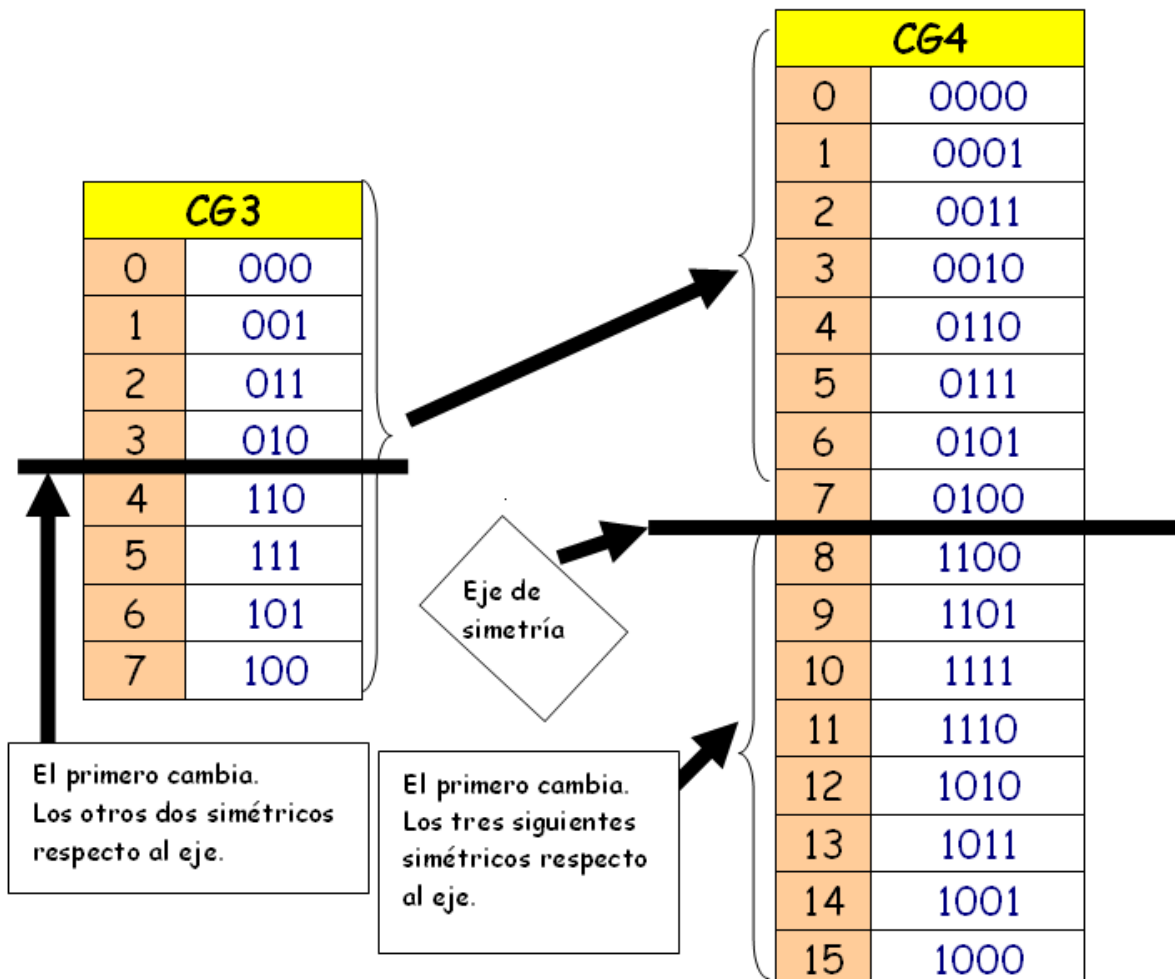 CG3
0 000
1 001
2 011
3 010
4 110
5 111
6 101
7 100
El primero cambia.
Los otros dos simétricos
respecto al eje.
Eje de
simetría
El primero cambia.
Los tres siguientes
simétricos respecto
al eje.
CG4
0 0000
1 0001
2 0011
3 0010
4 0110
5 0111
6 0101
7 0100
8 1100
9 1101
10 1111
11 1110
12 1010
13 1011
14 1001
15 1000